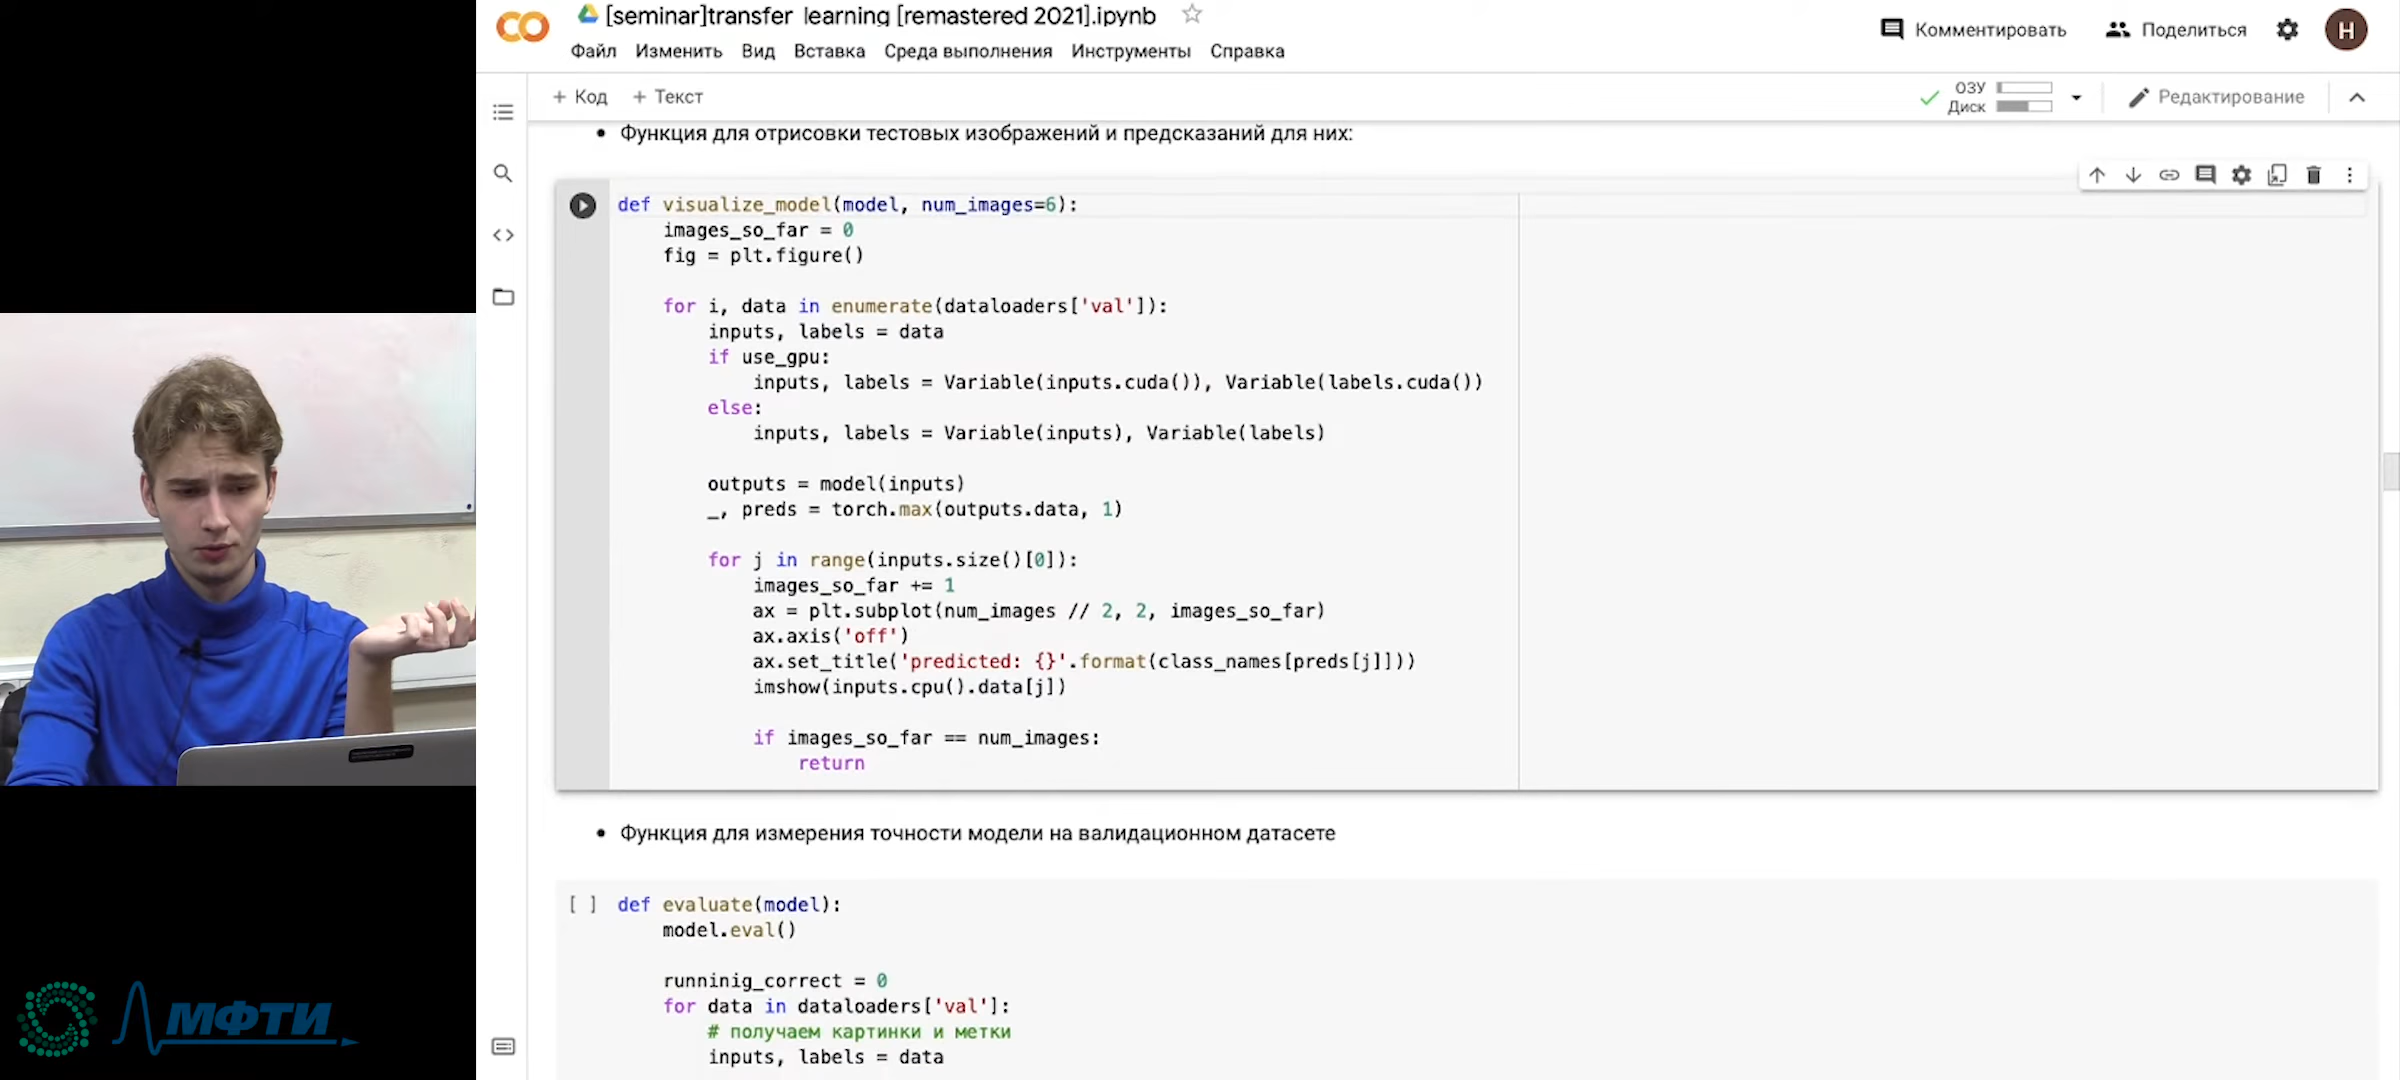 [seminar]transfer learning [remastered 2021].ipynb
Файл Изменить Вид Вставка Среда выполнения Инструменты Справка
Комментировать
Поделиться
Н
+ Код + Текст
ОЗУ
Диск
Редактирование
• Функция для отрисовки тестовых изображений и предсказаний для них:
def visualize_model(model, num_images=6):
images_so_far = 0
fig = plt.figure()
for i, data in enumerate(dataloaders['val']):
inputs, labels = data
if use_gpu:
inputs, labels = Variable(inputs.cuda()), Variable(labels.cuda())
else:
inputs, labels = Variable(inputs), Variable(labels)
outputs = model(inputs)
_, preds = torch.max(outputs.data, 1)
for j in range(inputs.size()[0]):
images_so_far += 1
ax = plt.subplot(num_images // 2, 2, images_so_far)
ax.axis('off')
ax.set_title('predicted: {}'.format(class_names[preds[j]]))
imshow(inputs.cpu().data[j])
if images_so_far == num_images:
return
• Функция для измерения точности модели на валидационном датасете
[ ] def evaluate(model):
model.eval()
runninig_correct = 0
for data in dataloaders['val']:
# получаем картинки и метки
inputs, labels = data
МФТИ